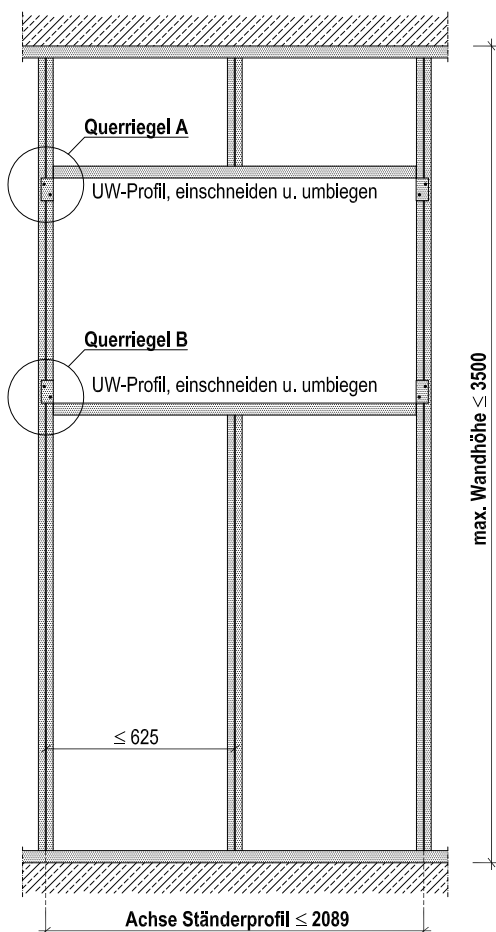 Querriegel A
UW-Profil, einschneiden u. umbiegen
Querriegel B
UW-Profil, einschneiden u. umbiegen
max. Wandhöhe ≤ 3500
≤ 625
Achse Ständerprofil ≤ 2089